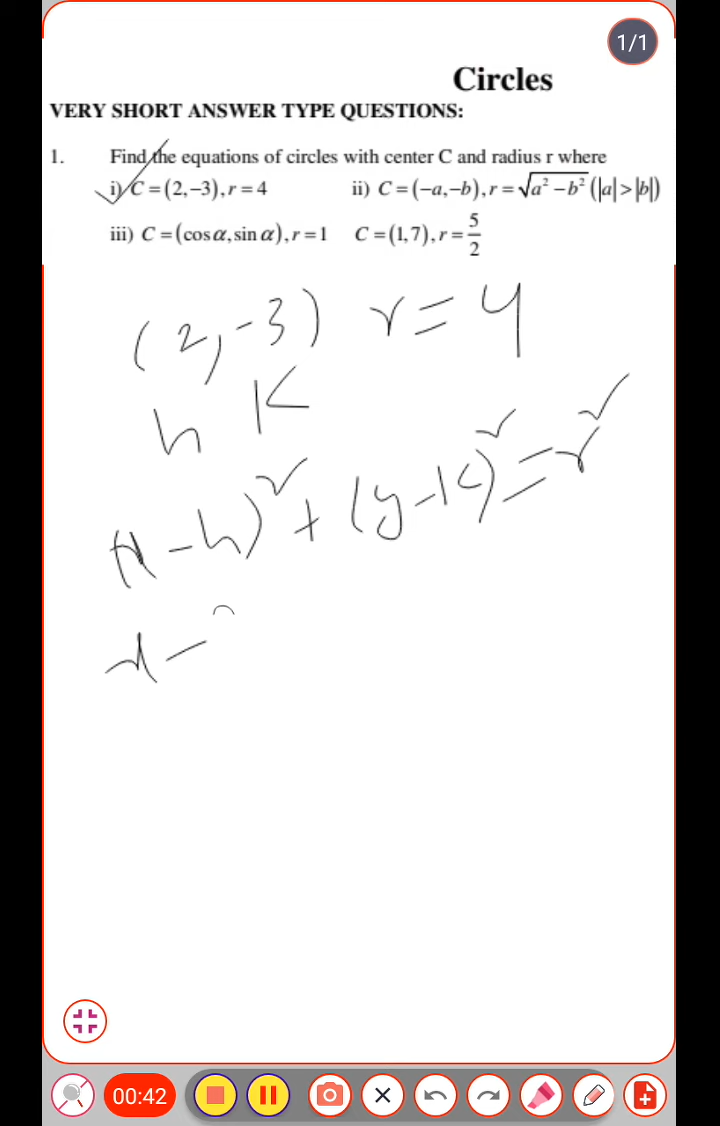 1/1
Circles
VERY SHORT ANSWER TYPE QUESTIONS:
1. Find the equations of circles with center C and radius r where
i) C = (2,−3), r = 4 ii) C = (−a,−b), r = √(a² − b²) (|a| > |b|)
iii) C = (cos α, sin α), r = 1 C = (1,7), r = 5/2
(2, -3) r = 4
h K
(x - h)² + (y - k)² = r²
x -
00:42